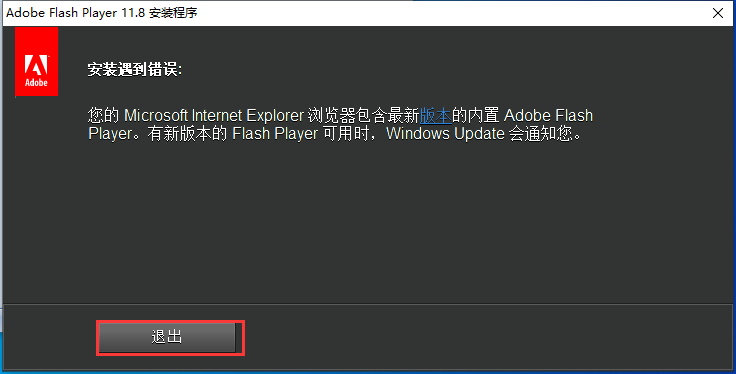 Adobe Flash Player 11.8 安装程序
Adobe
安装遇到错误:
您的 Microsoft Internet Explorer 浏览器包含最新版本的内置 Adobe Flash
Player。有新版本的 Flash Player 可用时，Windows Update 会通知您。
退出